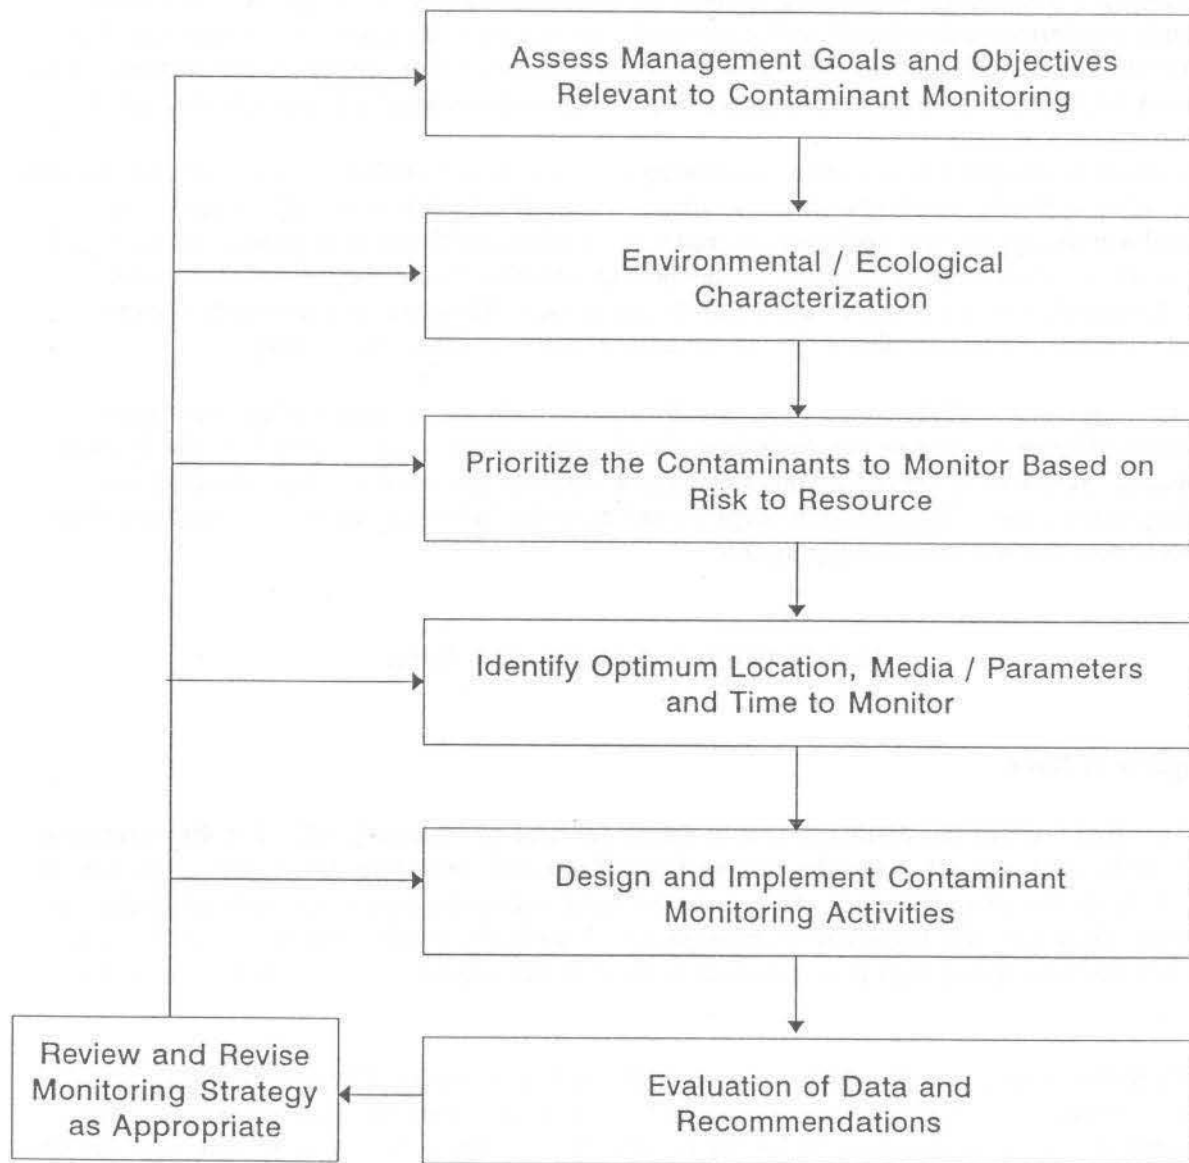 Assess Management Goals and Objectives
Relevant to Contaminant Monitoring
Environmental / Ecological
Characterization
Prioritize the Contaminants to Monitor Based on
Risk to Resource
Identify Optimum Location, Media / Parameters
and Time to Monitor
Design and Implement Contaminant
Monitoring Activities
Evaluation of Data and
Recommendations
Review and Revise
Monitoring Strategy
as Appropriate